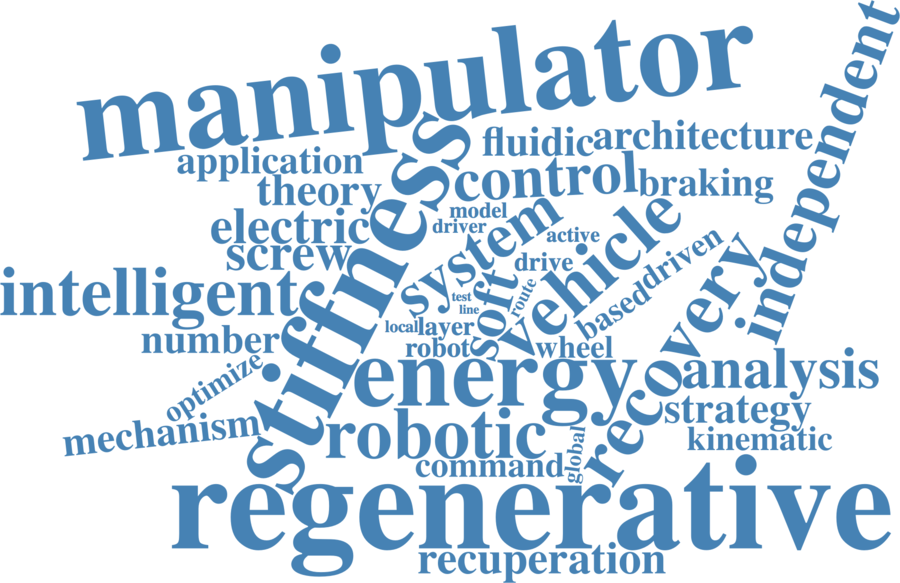 manipulator
independent
stiffness
fluidic
architecture
application
control
braking
theory
model
driver
electric
system
active
vehicle
screw
drive
driven
intelligent
soft
route
test
line
based
recovery
local
layer
number
robot
wheel
energy
analysis
optimize
strategy
mechanism
robotic
kinematic
global
command
regenerative
recuperation